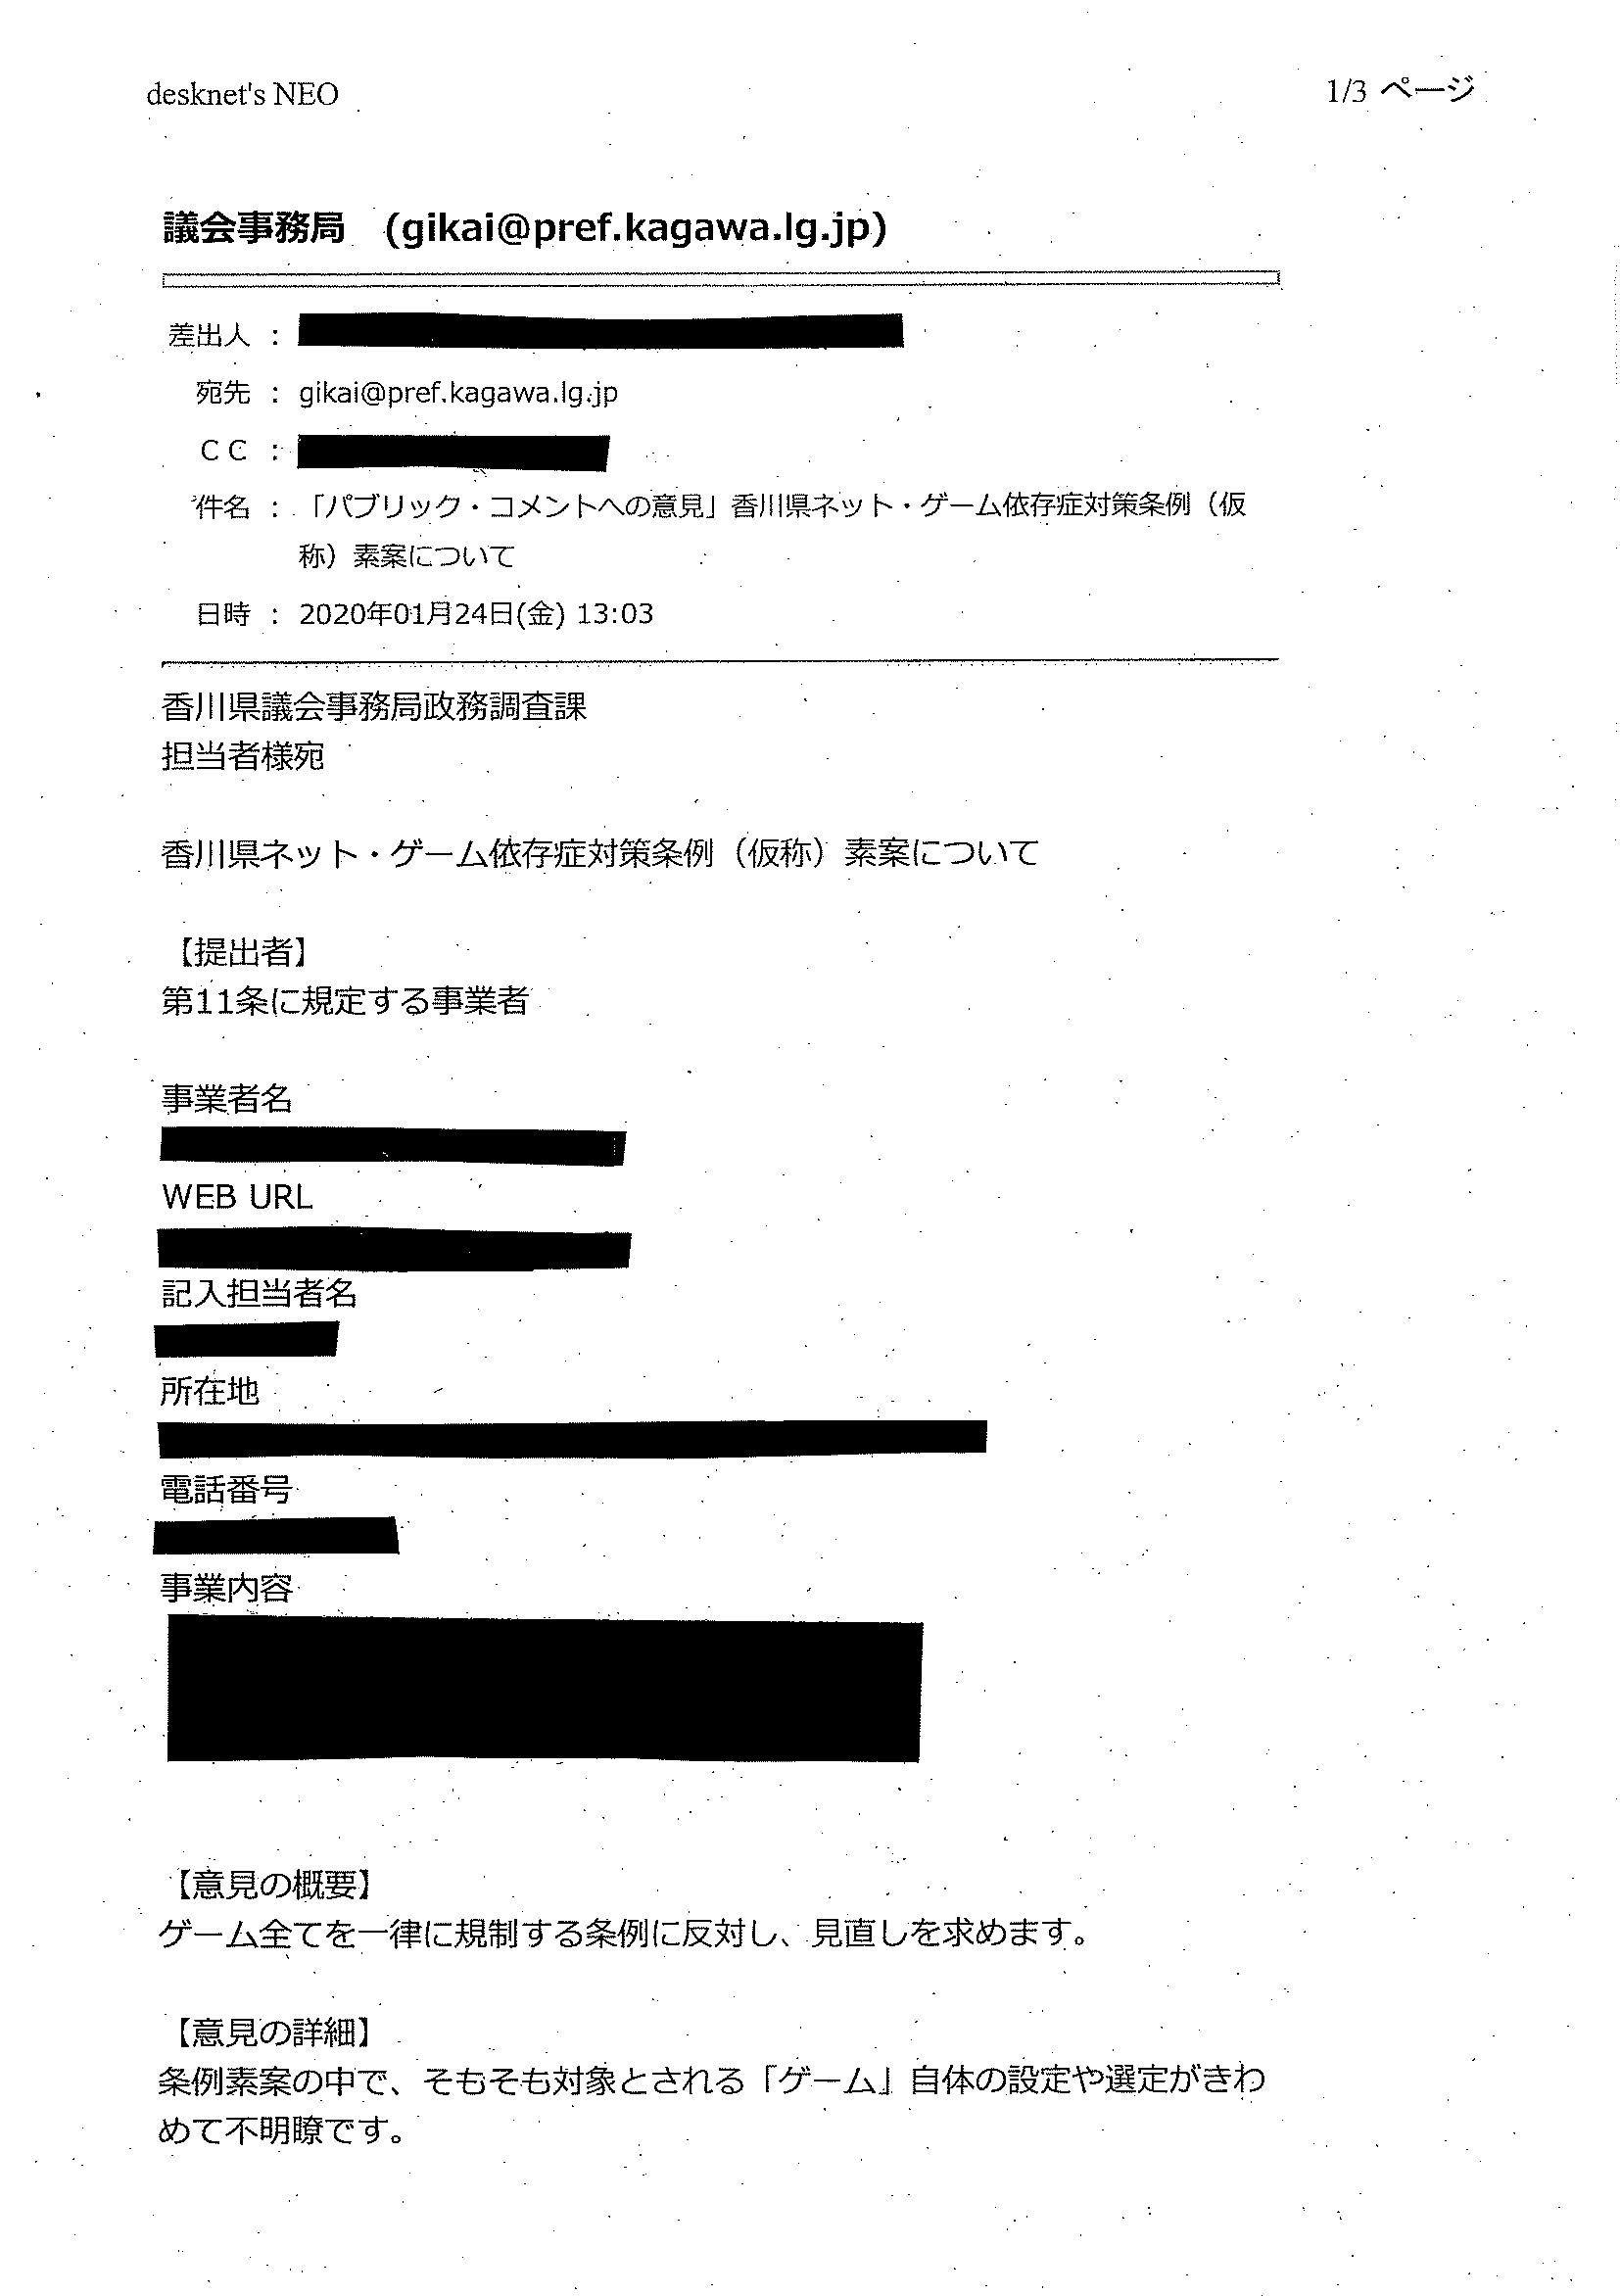 desknet's NEO
1/3 ページ
議会事務局 (gikai@pref.kagawa.lg.jp)
差出人 :
宛先 : gikai@pref.kagawa.lg.jp
CC :
件名 : 「パブリック・コメントへの意見」香川県ネット・ゲーム依存症対策条例（仮
称）素案について
日時 : 2020年01月24日(金) 13:03
香川県議会事務局政務調査課
担当者様宛
香川県ネット・ゲーム依存症対策条例（仮称）素案について
【提出者】
第11条に規定する事業者
事業者名
WEB URL
記入担当者名
所在地
電話番号
事業内容
【意見の概要】
ゲーム全てを一律に規制する条例に反対し、見直しを求めます。
【意見の詳細】
条例素案の中で、そもそも対象とされる「ゲーム」自体の設定や選定がきわ
めて不明瞭です。